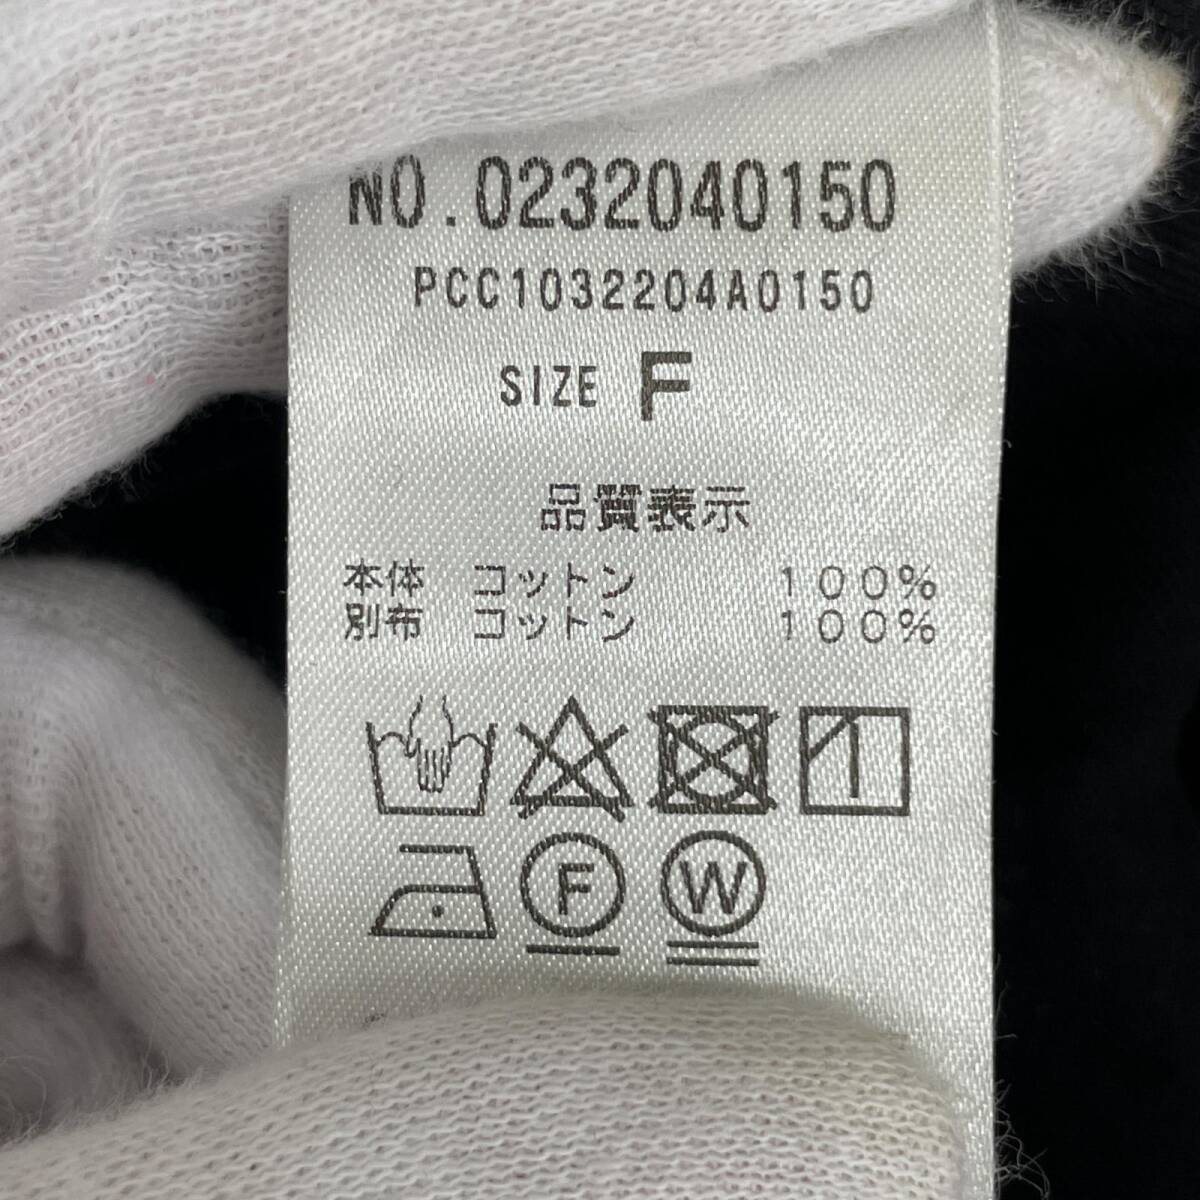 NO.0232040150
PCC1032204A0150
SIZE F
品質表示
本体 コットン 100%
別布 コットン 100%
F W